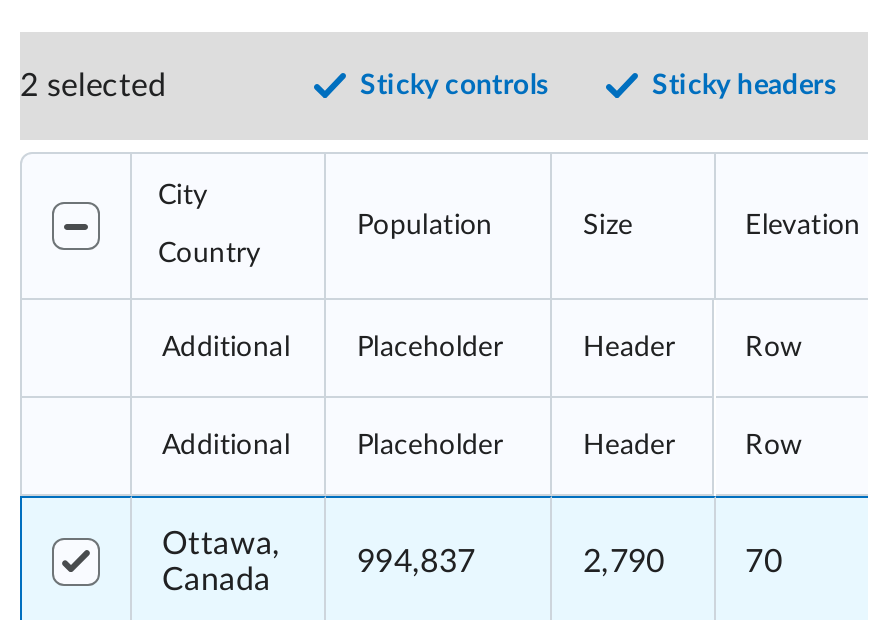 2 selected Sticky controls Sticky headers
City
Country
Population Size Elevation
Additional Placeholder Header Row
Additional Placeholder Header Row
Ottawa,
Canada
994,837 2,790 70